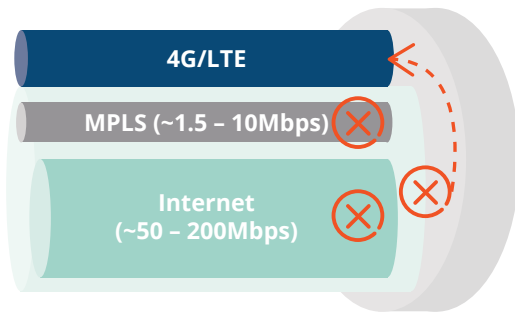 4G/LTE
MPLS (~1.5 – 10Mbps)
Internet
(~50 – 200Mbps)